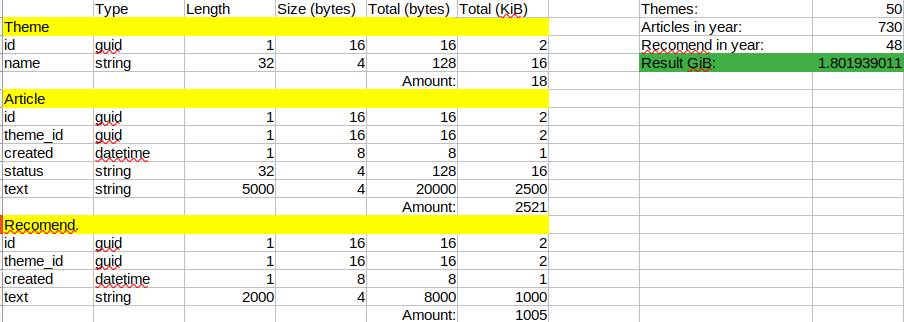 Type Length Size (bytes) Total (bytes) Total (KiB) Themes: 50
Theme Articles in year: 730
id guid 1 16 16 2 Recomend in year: 48
name string 32 4 128 16 Result GiB: 1.801939011
Amount: 18
Article
id guid 1 16 16 2
theme_id guid 1 16 16 2
created datetime 1 8 8 1
status string 32 4 128 16
text string 5000 4 20000 2500
Amount: 2521
Recomend.
id guid 1 16 16 2
theme_id guid 1 16 16 2
created datetime 1 8 8 1
text string 2000 4 8000 1000
Amount: 1005